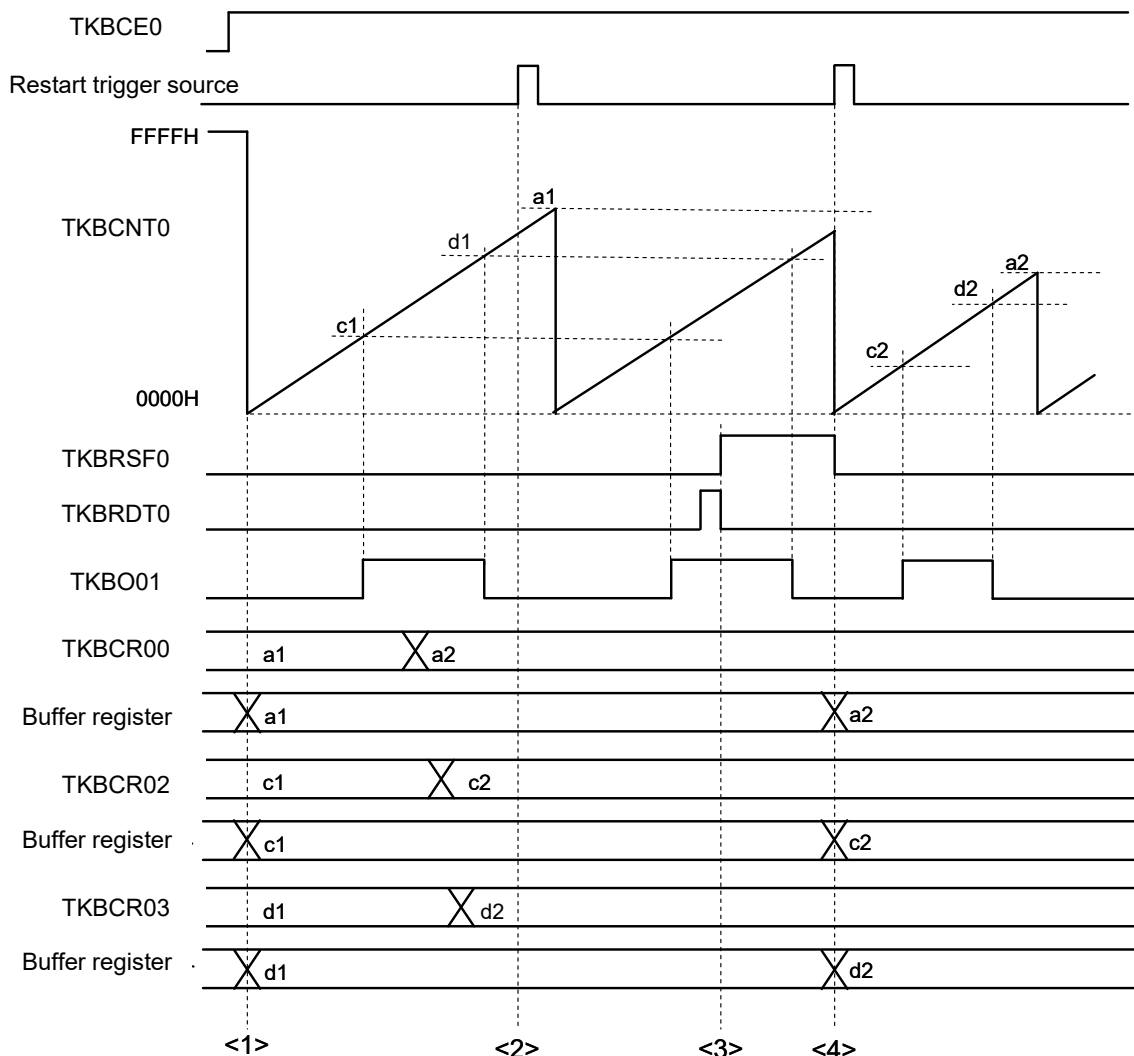 TKBCE0
Restart trigger source
FFFFH
a1
TKBCNT0
d1
a2
d2
c1
c2
0000H
TKBRSF0
TKBRDT0
TKBO01
TKBCR00
a1
a2
Buffer register
a1
a2
TKBCR02
c1
c2
Buffer register
c1
c2
TKBCR03
d1
d2
Buffer register
d1
d2
<1>
<2>
<3>
<4>